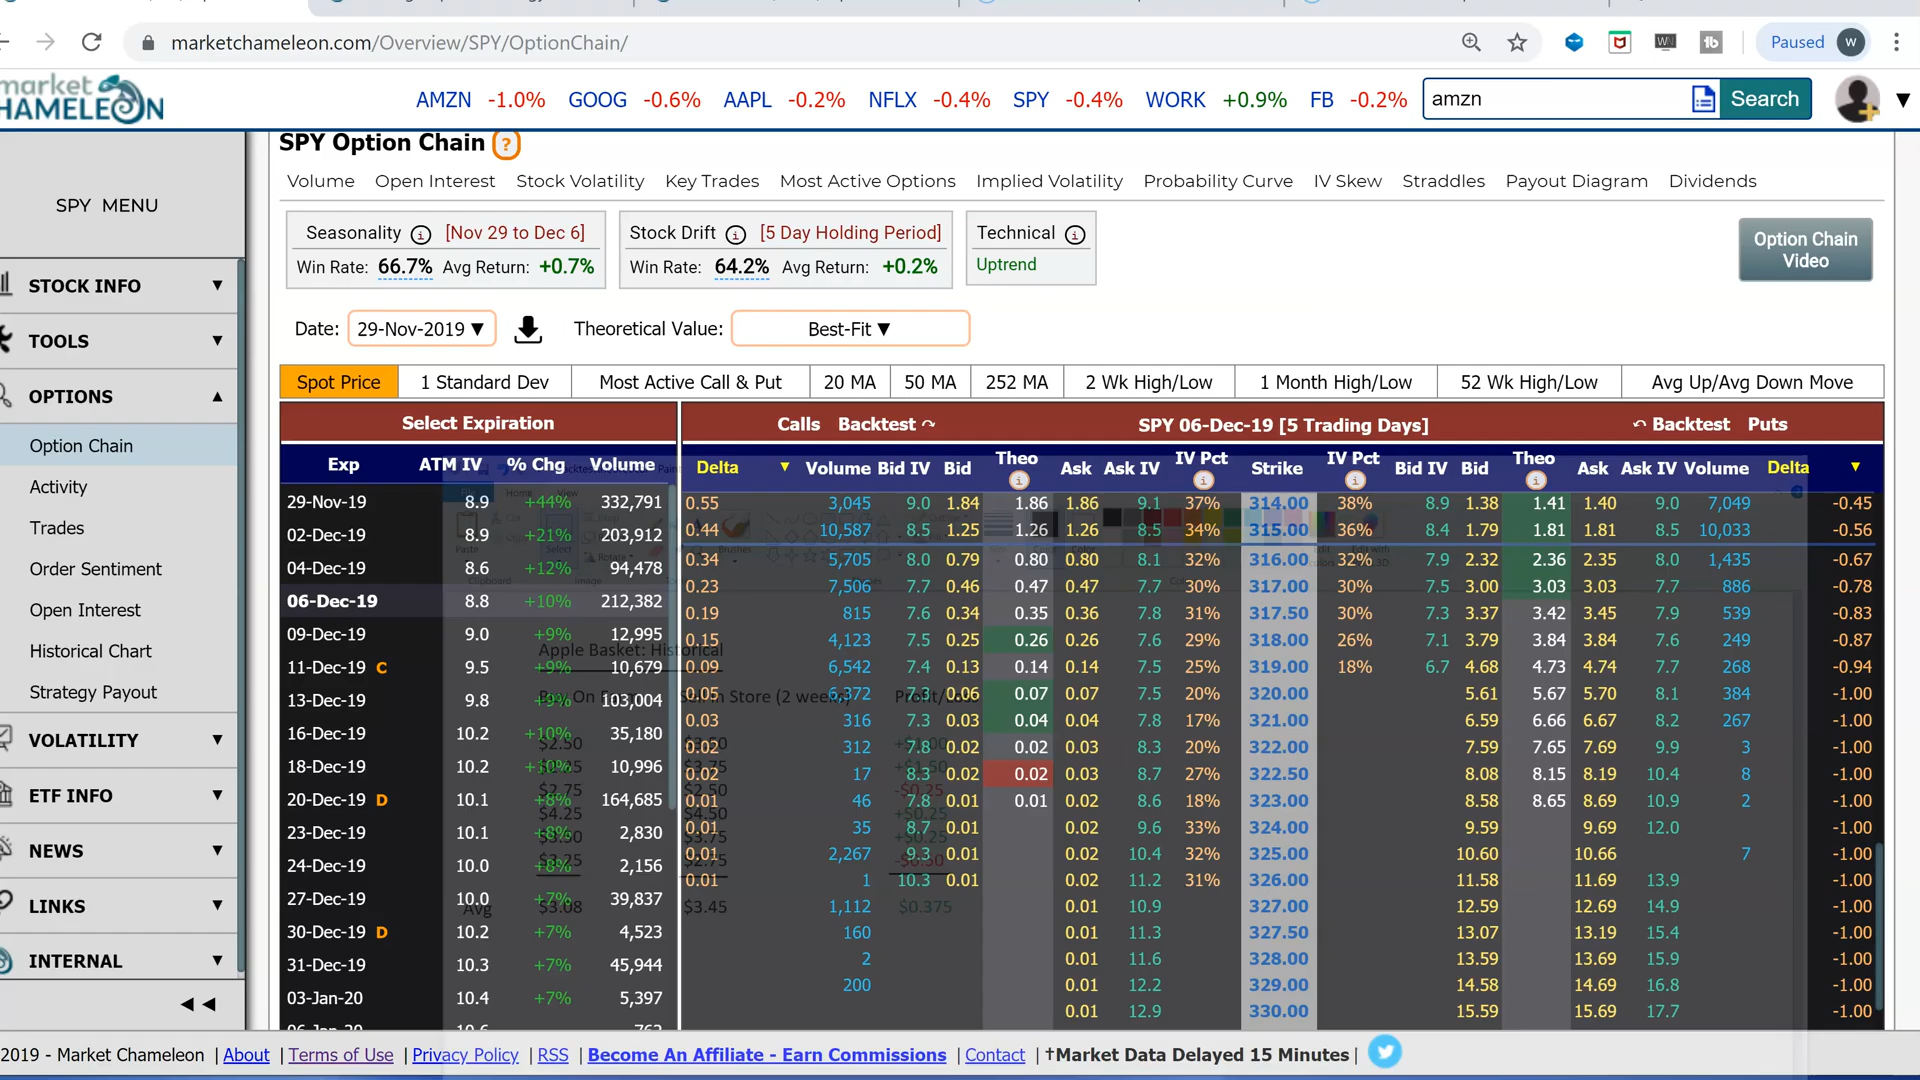 marketchameleon.com/Overview/SPY/OptionChain/
Paused W
market
HAMELEON
AMZN -1.0% GOOG -0.6% AAPL -0.2% NFLX -0.4% SPY -0.4% WORK +0.9% FB -0.2% amzn Search
SPY Option Chain ?
Volume Open Interest Stock Volatility Key Trades Most Active Options Implied Volatility Probability Curve IV Skew Straddles Payout Diagram Dividends
Seasonality [Nov 29 to Dec 6] Stock Drift [5 Day Holding Period] Technical
Win Rate: 66.7% Avg Return: +0.7% Win Rate: 64.2% Avg Return: +0.2% Uptrend
Option Chain Video
SPY MENU
STOCK INFO
TOOLS
OPTIONS
Option Chain
Activity
Trades
Order Sentiment
Open Interest
Historical Chart
Strategy Payout
VOLATILITY
ETF INFO
NEWS
LINKS
INTERNAL
Date: 29-Nov-2019 ▼ Theoretical Value: Best-Fit ▼
Spot Price 1 Standard Dev Most Active Call & Put 20 MA 50 MA 252 MA 2 Wk High/Low 1 Month High/Low 52 Wk High/Low Avg Up/Avg Down Move
Select Expiration
Exp ATM IV % Chg Volume
29-Nov-19 8.9 +44% 332,791
02-Dec-19 8.9 +21% 203,912
04-Dec-19 8.6 +12% 94,478
06-Dec-19 8.8 +10% 212,382
09-Dec-19 9.0 +9% 12,995
11-Dec-19 C 9.5 +9% 10,679
13-Dec-19 9.8 +9% 103,004
16-Dec-19 10.2 +10% 35,180
18-Dec-19 10.2 +10% 10,996
20-Dec-19 D 10.1 +8% 164,685
23-Dec-19 10.1 +8% 2,830
24-Dec-19 10.0 +8% 2,156
27-Dec-19 10.0 +7% 39,837
30-Dec-19 D 10.2 +7% 4,523
31-Dec-19 10.3 +7% 45,944
03-Jan-20 10.4 +7% 5,397
Calls Backtest SPY 06-Dec-19 [5 Trading Days] Backtest Puts
Delta ▼ Volume Bid IV Bid Theo Ask Ask IV IV Pct Strike IV Pct Bid IV Bid Theo Ask Ask IV Volume Delta ▼
0.55 3,045 9.0 1.84 1.86 1.86 9.1 37% 314.00 38% 8.9 1.38 1.41 1.40 9.0 7,049 -0.45
0.44 10,587 8.5 1.25 1.26 1.26 8.5 34% 315.00 36% 8.4 1.79 1.81 1.81 8.5 10,033 -0.56
0.34 5,705 8.0 0.79 0.80 0.80 8.1 32% 316.00 32% 7.9 2.32 2.36 2.35 8.0 1,435 -0.67
0.23 7,506 7.7 0.46 0.47 0.47 7.7 30% 317.00 30% 7.5 3.00 3.03 3.03 7.7 886 -0.78
0.19 815 7.6 0.34 0.35 0.36 7.8 31% 317.50 30% 7.3 3.37 3.42 3.45 7.9 539 -0.83
0.15 4,123 7.5 0.25 0.26 0.26 7.6 29% 318.00 26% 7.1 3.79 3.84 3.84 7.6 249 -0.87
0.09 6,542 7.4 0.13 0.14 0.14 7.5 25% 319.00 18% 6.7 4.68 4.73 4.74 7.7 268 -0.94
0.05 6,372 7.3 0.06 0.07 0.07 7.5 20% 320.00 5.61 5.67 5.70 8.1 384 -1.00
0.03 316 7.3 0.03 0.04 0.04 7.8 17% 321.00 6.59 6.66 6.67 8.2 267 -1.00
0.02 312 7.8 0.02 0.02 0.03 8.3 20% 322.00 7.59 7.65 7.69 9.9 3 -1.00
0.02 17 8.3 0.02 0.02 0.03 8.7 27% 322.50 8.08 8.15 8.19 10.4 8 -1.00
0.01 46 7.8 0.01 0.01 0.02 8.6 18% 323.00 8.58 8.65 8.69 10.9 2 -1.00
0.01 35 8.7 0.01 0.02 9.6 33% 324.00 9.59 9.69 12.0 -1.00
0.01 2,267 9.3 0.01 0.02 10.4 32% 325.00 10.60 10.66 7 -1.00
0.01 1 10.3 0.01 0.02 11.2 31% 326.00 11.58 11.69 13.9 -1.00
1,112 0.01 10.9 327.00 12.59 12.69 14.9 -1.00
160 0.01 11.3 327.50 13.07 13.19 15.4 -1.00
2 0.01 11.6 328.00 13.59 13.69 15.9 -1.00
200 0.01 12.2 329.00 14.58 14.69 16.8 -1.00
0.01 12.9 330.00 15.59 15.69 17.7 -1.00
Apple Basket: Historical
Avg $3.08 $3.45 $0.375
2019 - Market Chameleon | About | Terms of Use | Privacy Policy | RSS | Become An Affiliate - Earn Commissions | Contact | †Market Data Delayed 15 Minutes |